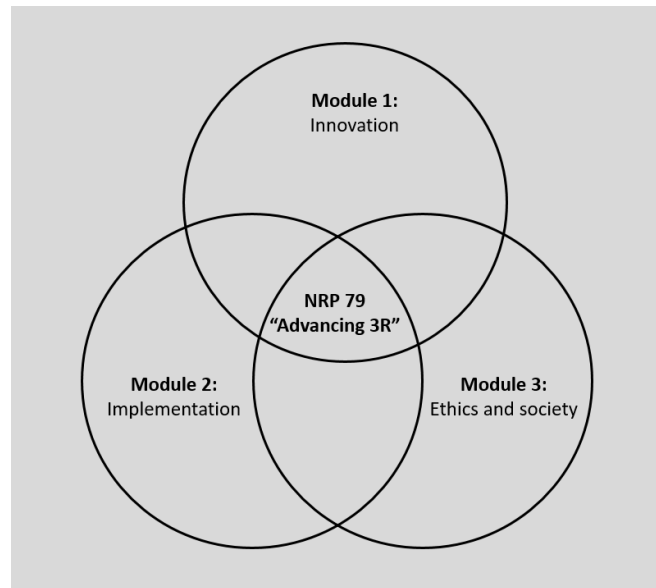 Module 1:
Innovation
NRP 79
“Advancing 3R”
Module 2:
Implementation
Module 3:
Ethics and society